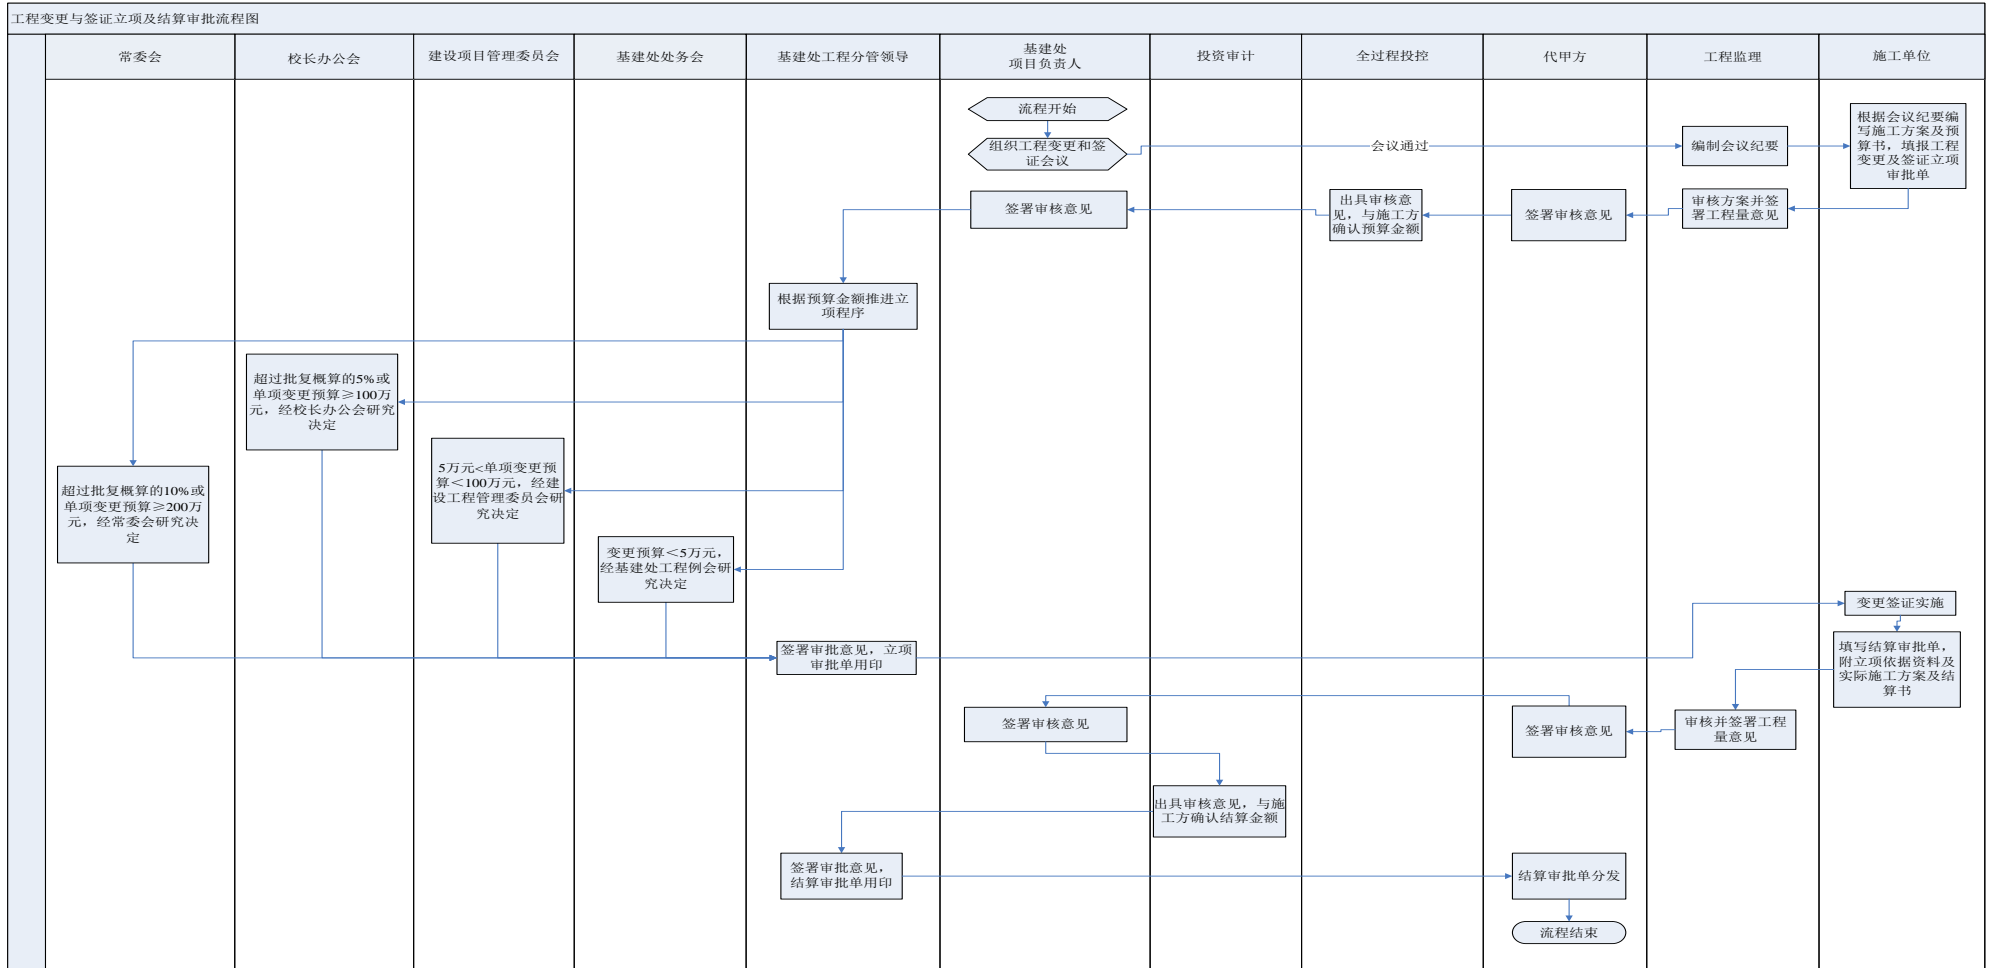 工程变更与签证立项及结算审批流程图
常委会
校长办公会
建设项目管理委员会
基建处处务会
基建处工程分管领导
基建处
项目负责人
投资审计
全过程投控
代甲方
工程监理
施工单位
流程开始
组织工程变更和签
证会议
会议通过
编制会议纪要
根据会议纪要编
写施工方案及预
算书，填报工程
变更及签证立项
审批单
签署审核意见
出具审核意
见，与施工方
确认预算金额
签署审核意见
审核方案并签
署工程量意见
根据预算金额推进立
项程序
超过批复概算的5%或
单项变更预算≥100万
元，经校长办公会研究
决定
5万元<单项变更预
算＜100万元，经建
设工程管理委员会研
究决定
超过批复概算的10%或
单项变更预算≥200万
元，经常委会研究决
定
变更预算＜5万元，
经基建处工程例会研
究决定
变更签证实施
签署审批意见，立项
审批单用印
填写结算审批单，
附立项依据资料及
实际施工方案及结
算书
签署审核意见
签署审核意见
审核并签署工程
量意见
出具审核意见，与施
工方确认结算金额
签署审批意见，
结算审批单用印
结算审批单分发
流程结束